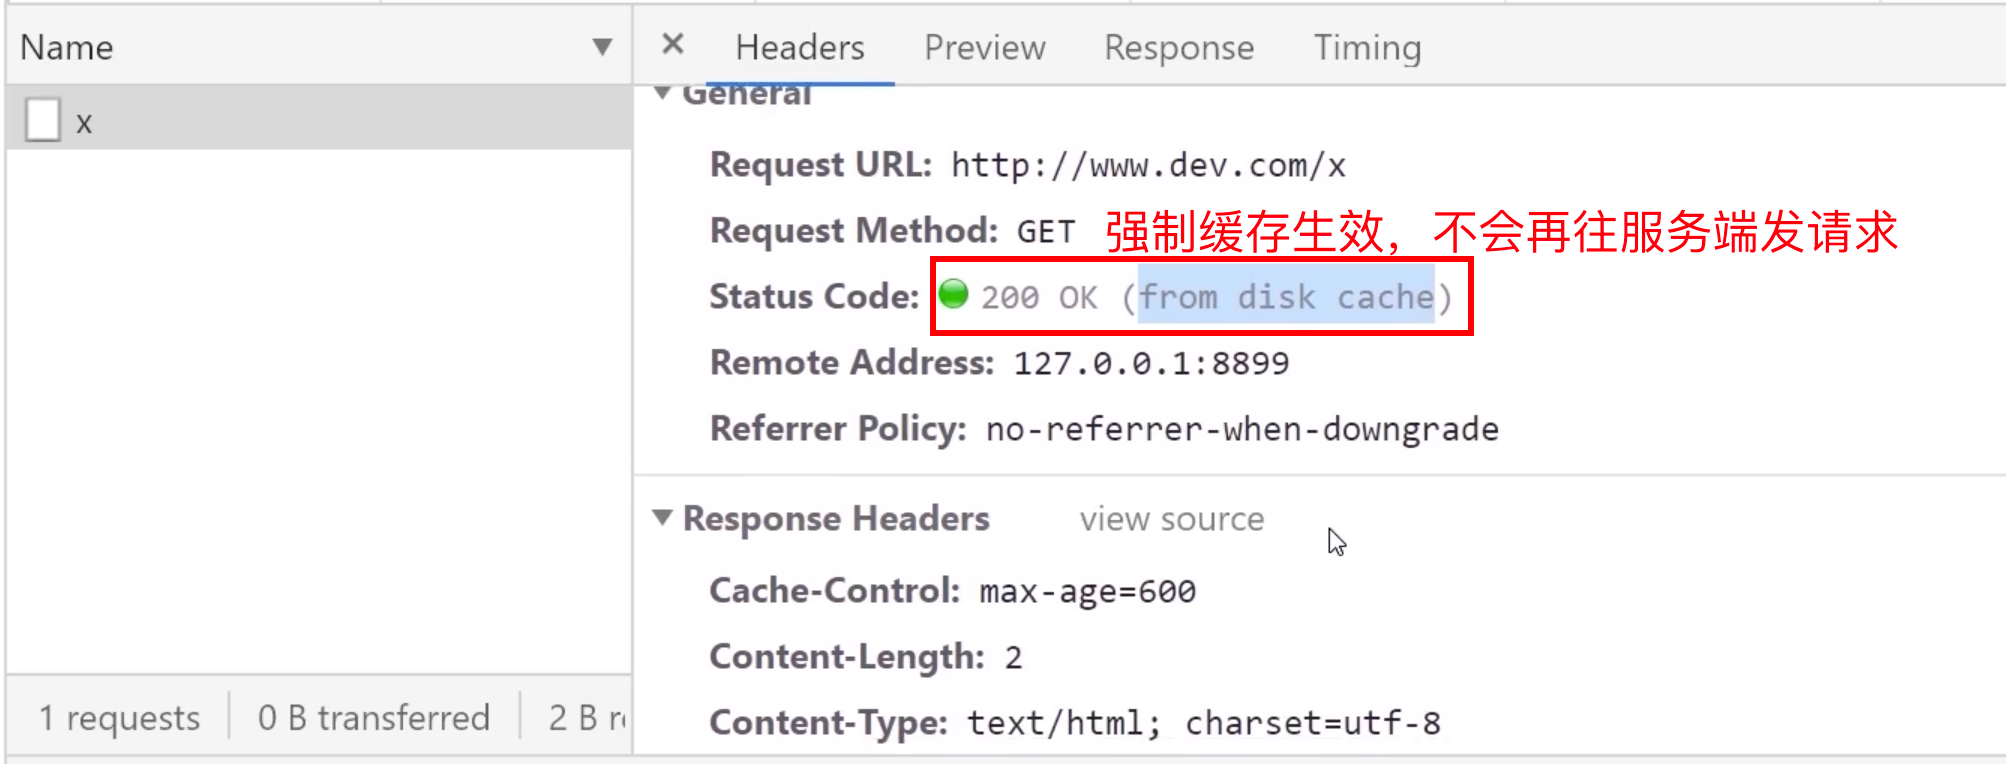 Name
× Headers Preview Response Timing
x
General
Request URL: http://www.dev.com/x
Request Method: GET 强制缓存生效，不会再往服务端发请求
Status Code: 200 OK (from disk cache)
Remote Address: 127.0.0.1:8899
Referrer Policy: no-referrer-when-downgrade
Response Headers view source
Cache-Control: max-age=600
Content-Length: 2
Content-Type: text/html; charset=utf-8
1 requests 0 B transferred 2 B